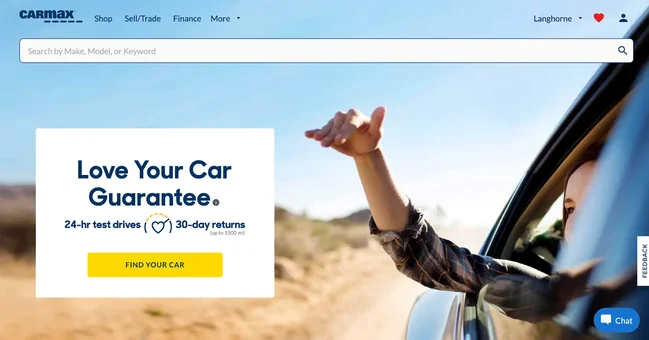 CARMAX
Shop Sell/Trade Finance More Langhorne
Search by Make, Model, or Keyword
Love Your Car
Guarantee
24-hr test drives 30-day returns
(up to 1500 mi)
FIND YOUR CAR
FEEDBACK
Chat